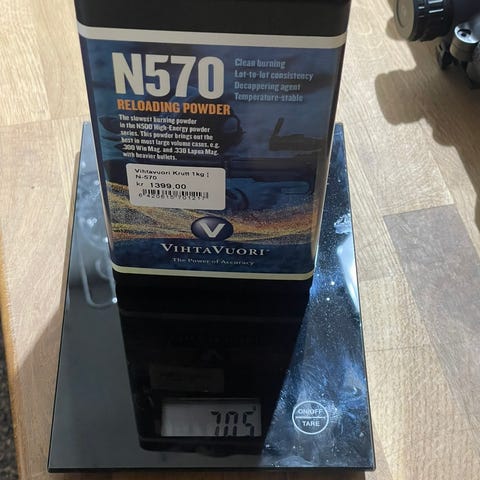 N570
RELOADING POWDER
Clean burning
Lot-to-lot consistency
Decoppering agent
Temperature-stable
The slowest burning powder
in the N500 High-Energy powder
series. This powder brings out the
best in most large volume cases, e.g.
.300 Win Mag. and .338 Lapua Mag.
with heavier bullets.
Vihtavuori Krutt 1kg |
N-570
kr 1399,00
V
VIHTAVUORI
The Power of Accuracy
705
ON/OFF
TARE